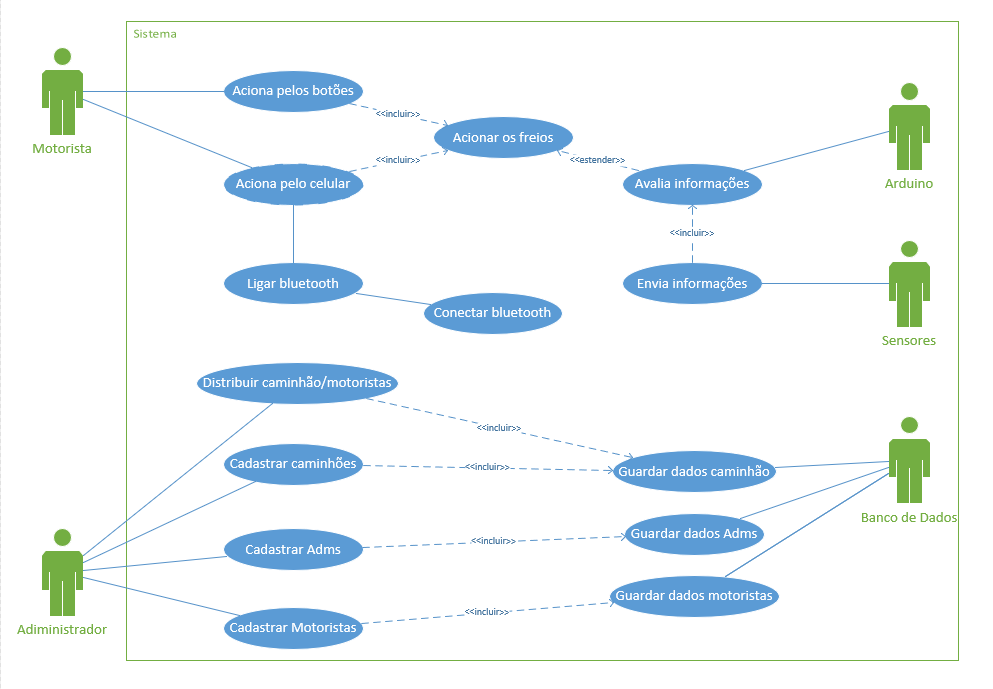 Sistema
Motorista
Aciona pelos botões
<<incluir>>
Acionar os freios
<<incluir>>
Aciona pelo celular
<<estender>>
Avalia informações
Arduino
<<incluir>>
Ligar bluetooth
Conectar bluetooth
Envia informações
Sensores
Distribuir caminhão/motoristas
<<incluir>>
Cadastrar caminhões
<<incluir>>
Guardar dados caminhão
Banco de Dados
Cadastrar Adms
<<incluir>>
Guardar dados Adms
Adiministrador
Cadastrar Motoristas
<<incluir>>
Guardar dados motoristas